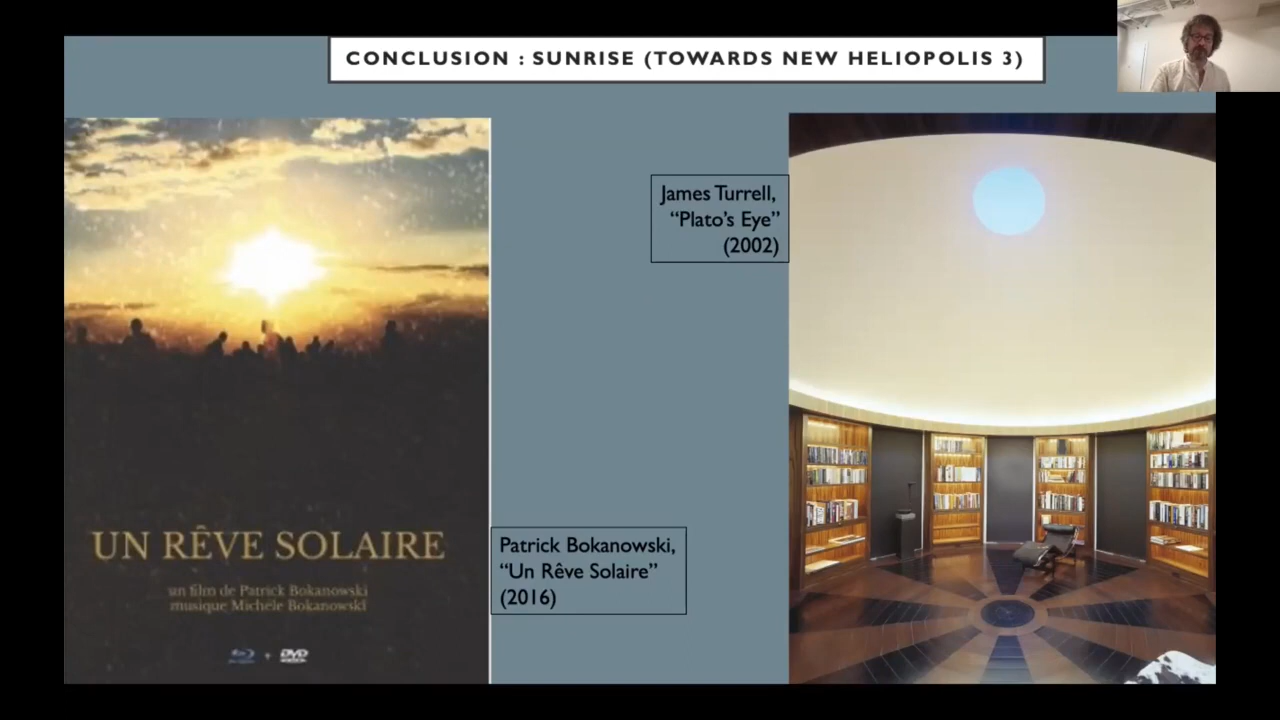 CONCLUSION : SUNRISE (TOWARDS NEW HELIOPOLIS 3)
James Turrell,
“Plato’s Eye”
(2002)
UN RÊVE SOLAIRE
un film de Patrick Bokanowski
musique Michèle Bokanowski
Patrick Bokanowski,
“Un Rêve Solaire”
(2016)
+ DVD